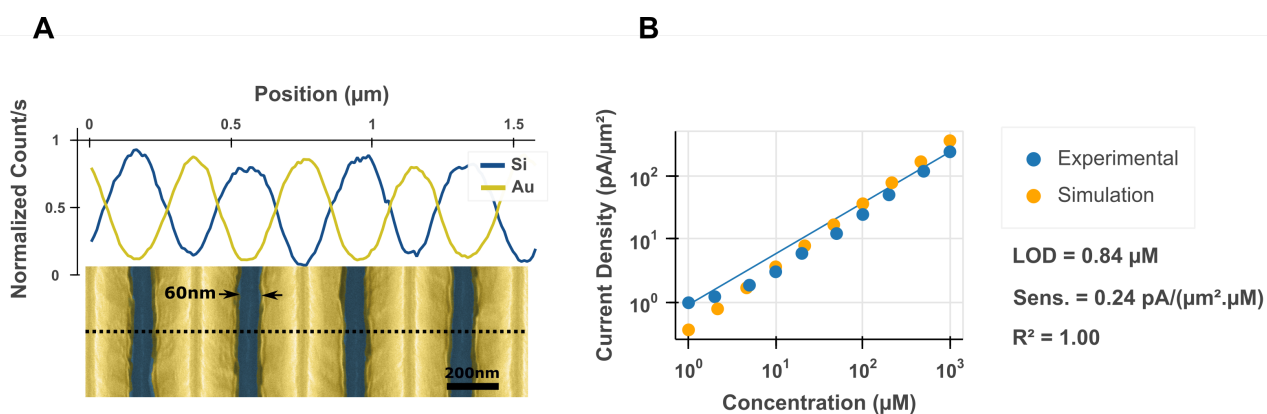 A
Position (µm)
0 0.5 1 1.5
Normalized Count/s
1
0.5
0
Si
Au
60nm
200nm
B
Current Density (pA/µm²)
10²
10¹
10⁰
10⁰ 10¹ 10² 10³
Concentration (µM)
Experimental
Simulation
LOD = 0.84 µM
Sens. = 0.24 pA/(µm².µM)
R² = 1.00